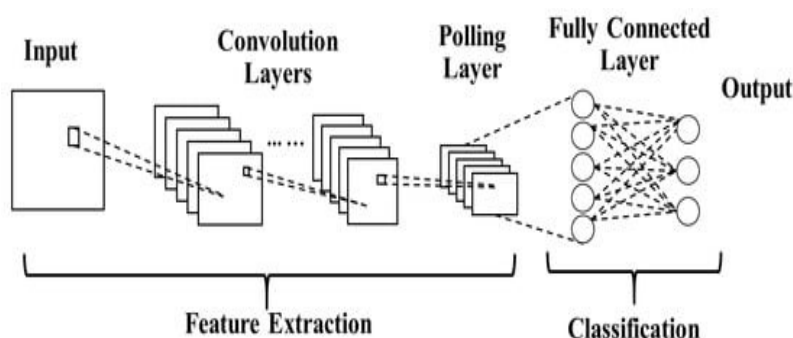 Input
Convolution
Layers
Polling
Layer
Fully Connected
Layer
Output
Feature Extraction
Classification